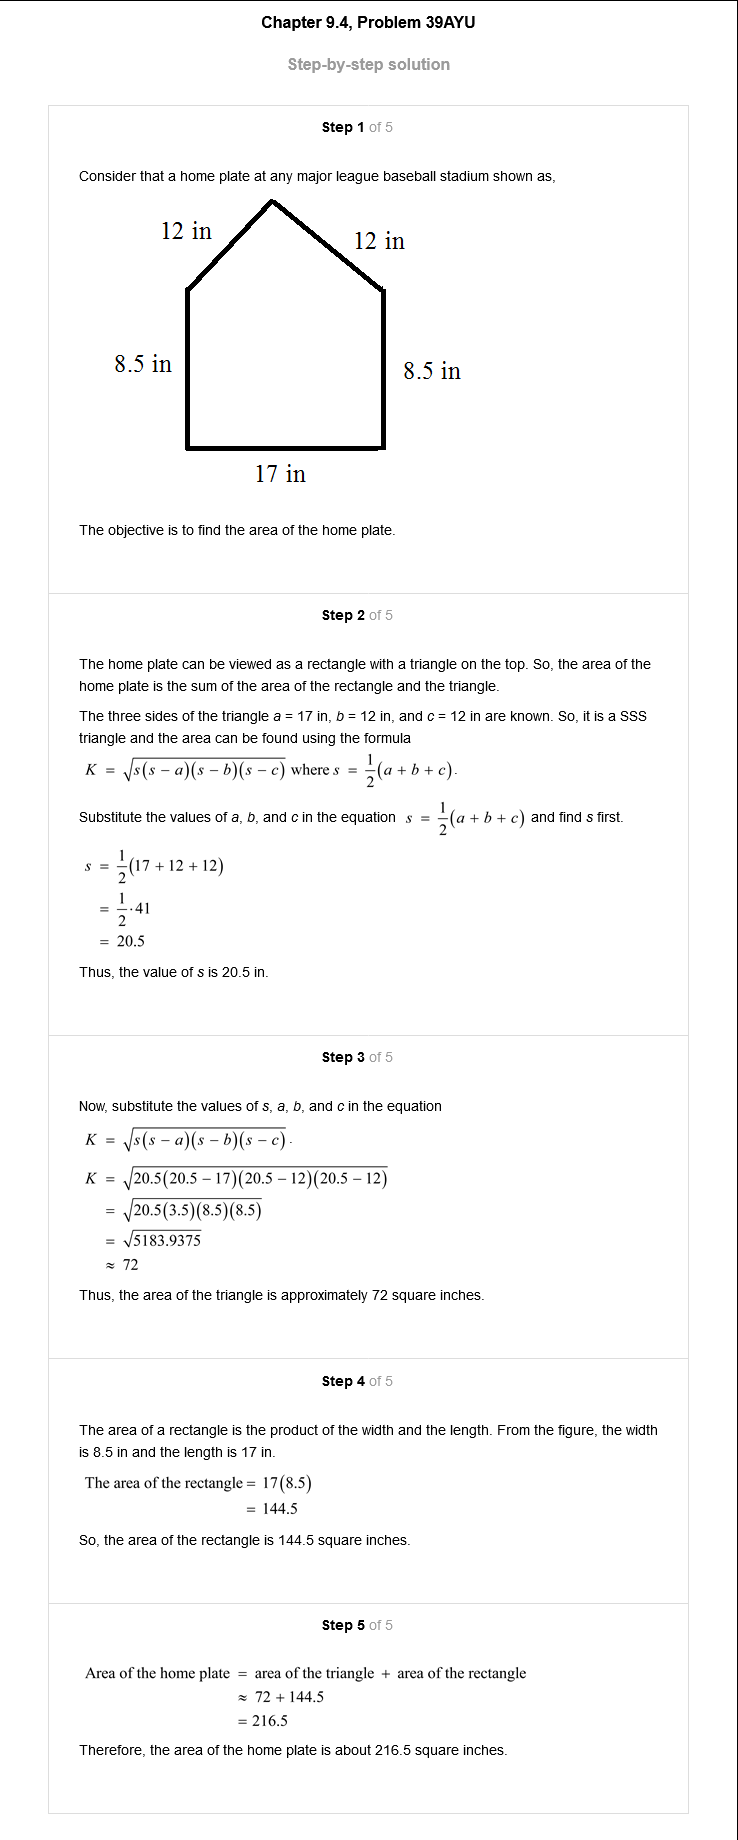 Chapter 9.4, Problem 39AYU
Step-by-step solution
Step 1 of 5
Consider that a home plate at any major league baseball stadium shown as,
12 in
12 in
8.5 in
8.5 in
17 in
The objective is to find the area of the home plate.
Step 2 of 5
The home plate can be viewed as a rectangle with a triangle on the top. So, the area of the
home plate is the sum of the area of the rectangle and the triangle.
The three sides of the triangle a = 17 in, b = 12 in, and c = 12 in are known. So, it is a SSS
triangle and the area can be found using the formula
K = √s(s − a)(s − b)(s − c) where s = 1/2(a + b + c).
Substitute the values of a, b, and c in the equation s = 1/2(a + b + c) and find s first.
s = 1/2(17 + 12 + 12)
= 1/2·41
= 20.5
Thus, the value of s is 20.5 in.
Step 3 of 5
Now, substitute the values of s, a, b, and c in the equation
K = √s(s − a)(s − b)(s − c).
K = √20.5(20.5 − 17)(20.5 − 12)(20.5 − 12)
= √20.5(3.5)(8.5)(8.5)
= √5183.9375
≈ 72
Thus, the area of the triangle is approximately 72 square inches.
Step 4 of 5
The area of a rectangle is the product of the width and the length. From the figure, the width
is 8.5 in and the length is 17 in.
The area of the rectangle = 17(8.5)
= 144.5
So, the area of the rectangle is 144.5 square inches.
Step 5 of 5
Area of the home plate = area of the triangle + area of the rectangle
≈ 72 + 144.5
= 216.5
Therefore, the area of the home plate is about 216.5 square inches.